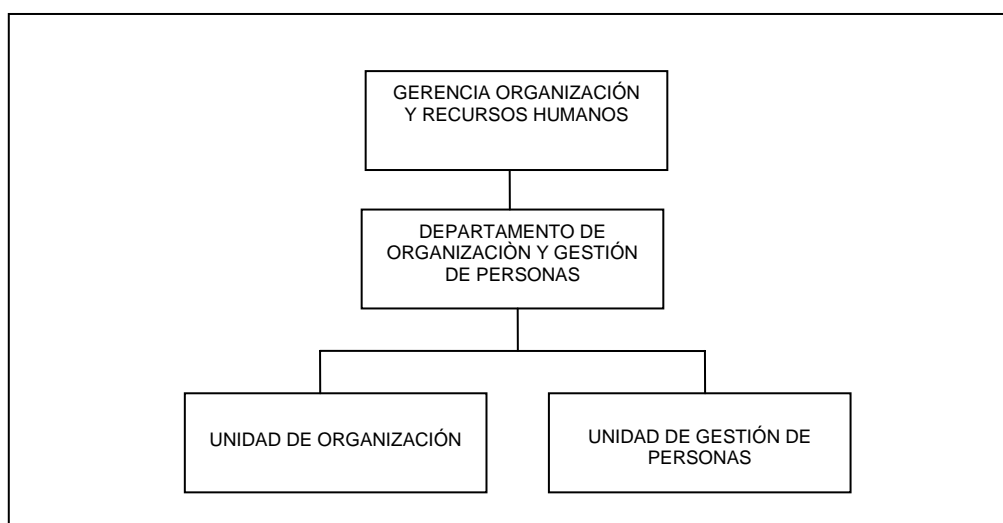 GERENCIA ORGANIZACIÓN
Y RECURSOS HUMANOS
DEPARTAMENTO DE
ORGANIZACIÒN Y GESTIÓN
DE PERSONAS
UNIDAD DE ORGANIZACIÓN
UNIDAD DE GESTIÓN DE
PERSONAS